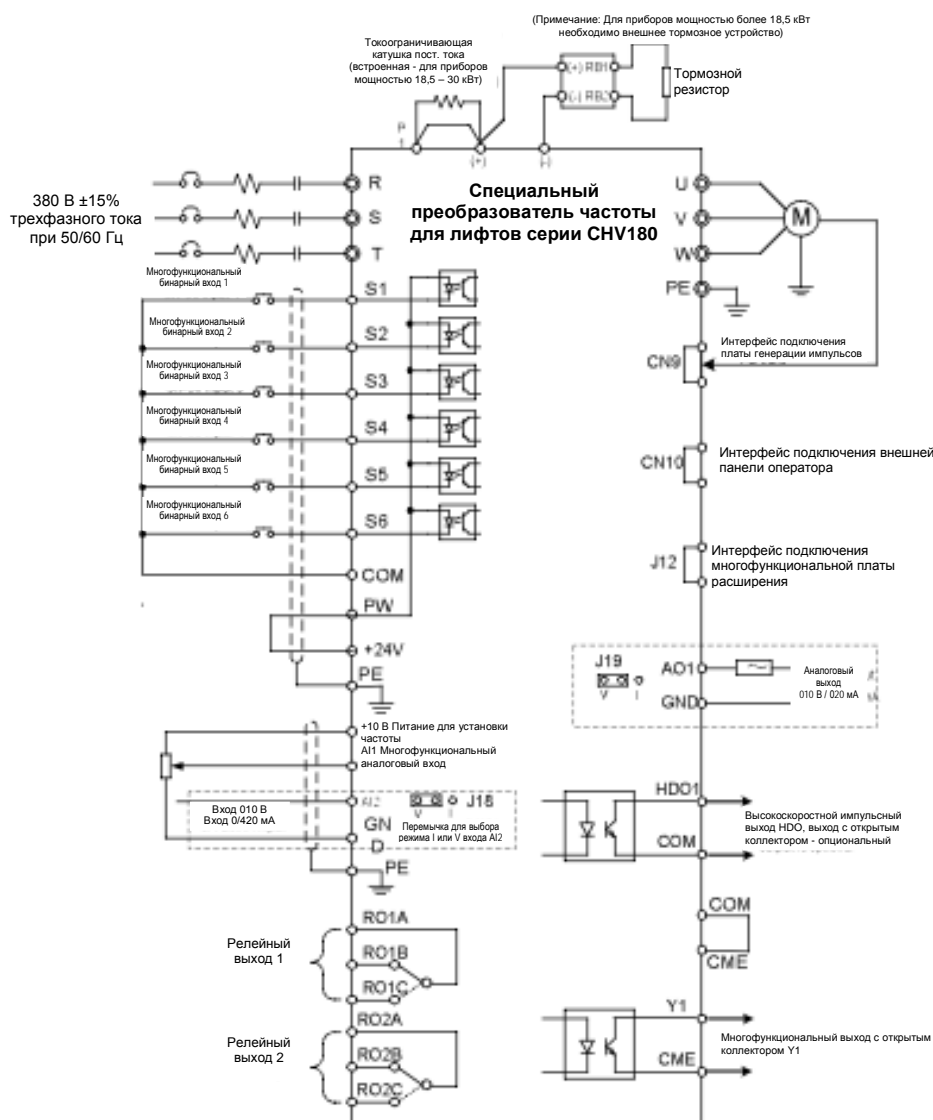 (Примечание: Для приборов мощностью более 18,5 кВт
необходимо внешнее тормозное устройство)
Токоограничивающая
катушка пост. тока
(встроенная - для приборов
мощностью 18,5 – 30 кВт)
(+) RB1
(-) RB2
Тормозной
резистор
P1
(+)
(-)
380 В ±15%
трехфазного тока
при 50/60 Гц
R
S
T
Специальный
преобразователь частоты
для лифтов серии CHV180
U
V
W
M
PE
Многофункциональный
бинарный вход 1
S1
Многофункциональный
бинарный вход 2
S2
Многофункциональный
бинарный вход 3
S3
Многофункциональный
бинарный вход 4
S4
Многофункциональный
бинарный вход 5
S5
Многофункциональный
бинарный вход 6
S6
COM
PW
+24V
PE
CN9
Интерфейс подключения
платы генерации импульсов
CN10
Интерфейс подключения внешней
панели оператора
J12
Интерфейс подключения
многофункциональной платы
расширения
J19
V I
AO1
GND
Аналоговый
выход
010 В / 020 мА
+10 В Питание для установки
частоты
AI1 Многофункциональный
аналоговый вход
AI2
V I
J18
Вход 010 В
Вход 0/420 мА
GN
D
Перемычка для выбора
режима I или V входа AI2
PE
HDO1
COM
Высокоскоростной импульсный
выход HDO, выход с открытым
коллектором - опциональный
COM
CME
Релейный
выход 1
RO1A
RO1B
RO1C
Релейный
выход 2
RO2A
RO2B
RO2C
Y1
CME
Многофункциональный выход с открытым
коллектором Y1